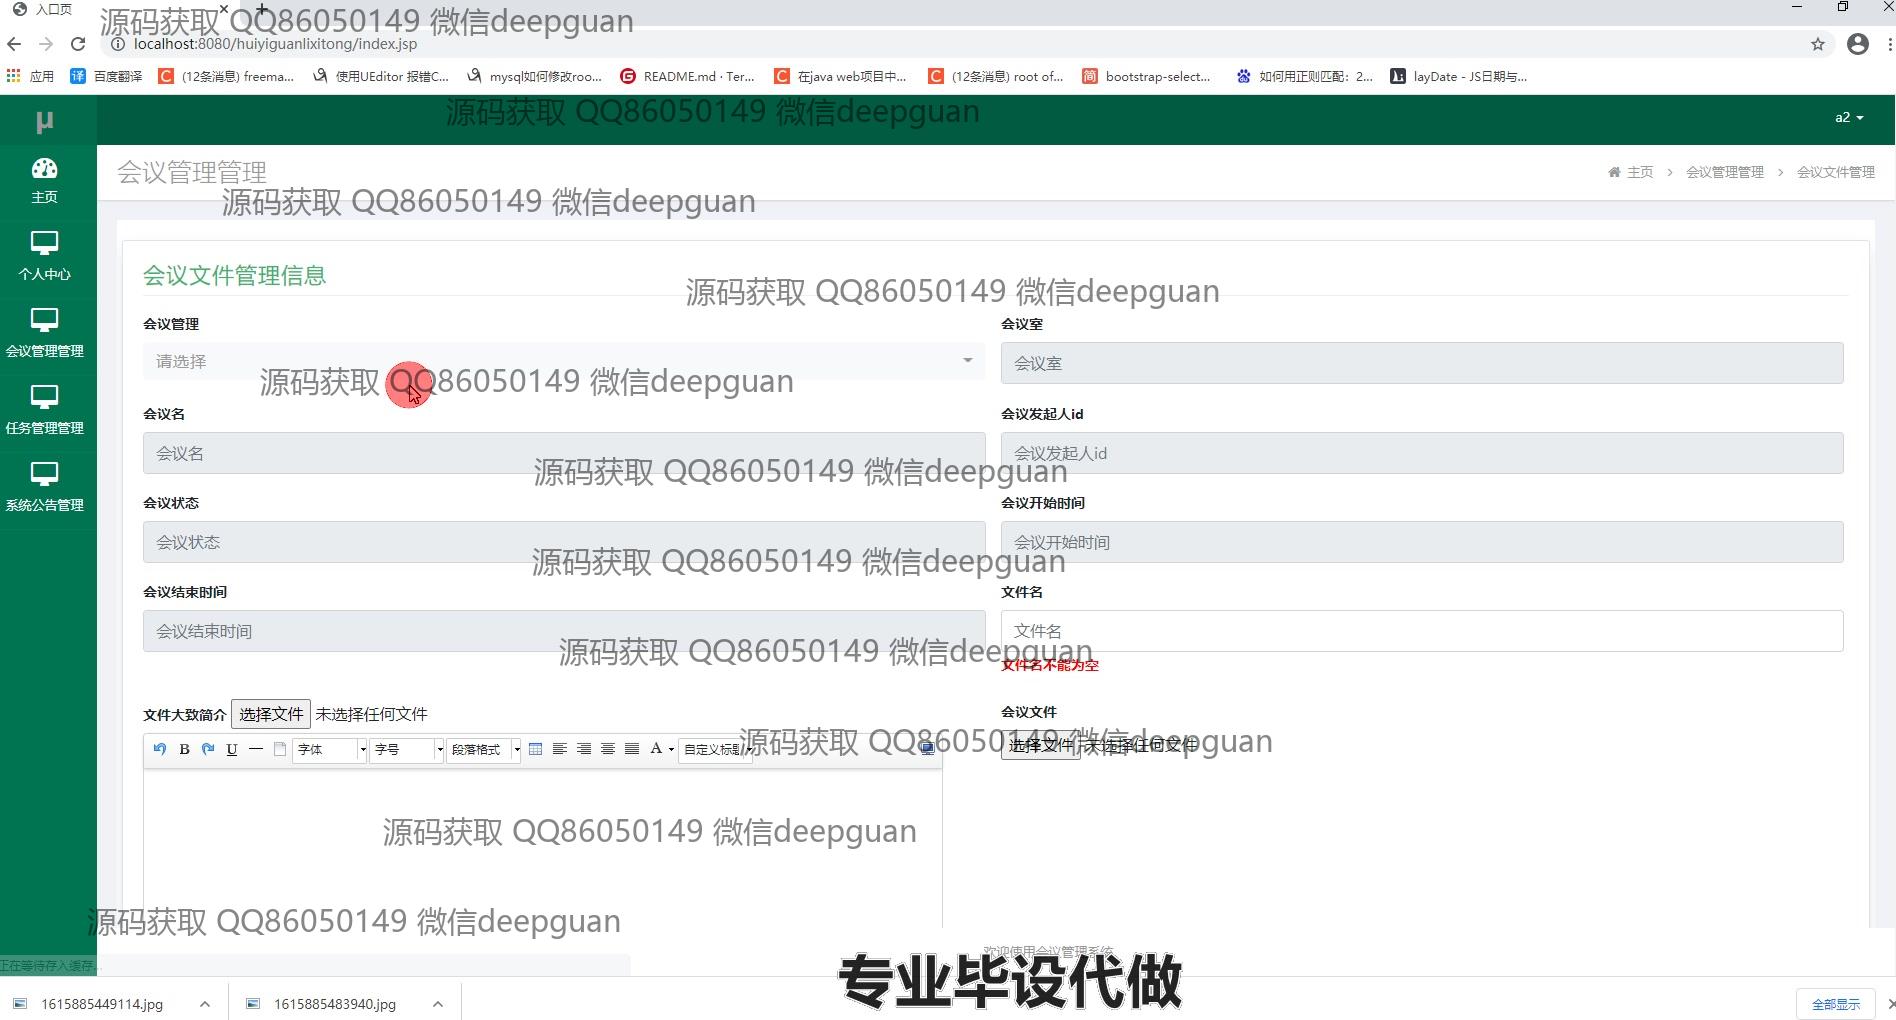 入口页
源码获取 QQ86050149 微信deepguan
localhost:8080/huiyiguanlixitong/index.jsp
应用
百度翻译
(12条消息) freema...
使用UEditor 报错C...
mysql如何修改roo...
README.md · Ter...
在java web项目中...
(12条消息) root of...
bootstrap-select...
如何用正则匹配：2...
layDate - JS日期与...
源码获取 QQ86050149 微信deepguan
μ
a2
主页
会议管理管理
主页 > 会议管理管理 > 会议文件管理
源码获取 QQ86050149 微信deepguan
个人中心
会议管理管理
任务管理管理
系统公告管理
会议文件管理信息
源码获取 QQ86050149 微信deepguan
会议管理
会议室
请选择
会议室
源码获取 QQ86050149 微信deepguan
会议名
会议发起人id
会议名
会议发起人id
源码获取 QQ86050149 微信deepguan
会议状态
会议开始时间
会议状态
会议开始时间
源码获取 QQ86050149 微信deepguan
会议结束时间
文件名
会议结束时间
文件名
源码获取 QQ86050149 微信deepguan
文件名不能为空
文件大致简介 选择文件 未选择任何文件
会议文件
选择文件 未选择任何文件
B U 字体 字号 段落格式 A 自定义标题
源码获取 QQ86050149 微信deepguan
源码获取 QQ86050149 微信deepguan
源码获取 QQ86050149 微信deepguan
欢迎使用会议管理系统
正在等待存入缓存...
专业毕设代做
1615885449114.jpg
1615885483940.jpg
全部显示